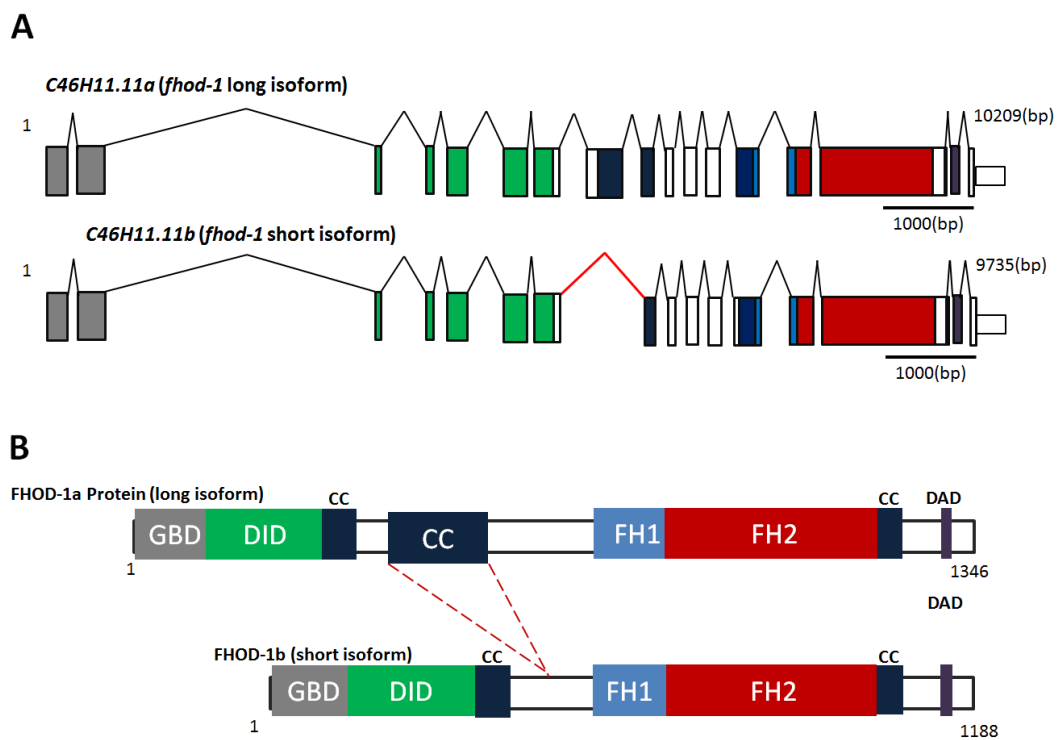 A
C46H11.11a (fhod-1 long isoform)
1
10209(bp)
1000(bp)
C46H11.11b (fhod-1 short isoform)
1
9735(bp)
1000(bp)
B
FHOD-1a Protein (long isoform)
CC
CC
DAD
GBD
DID
CC
FH1
FH2
1
1346
DAD
FHOD-1b (short isoform)
CC
CC
GBD
DID
FH1
FH2
1
1188